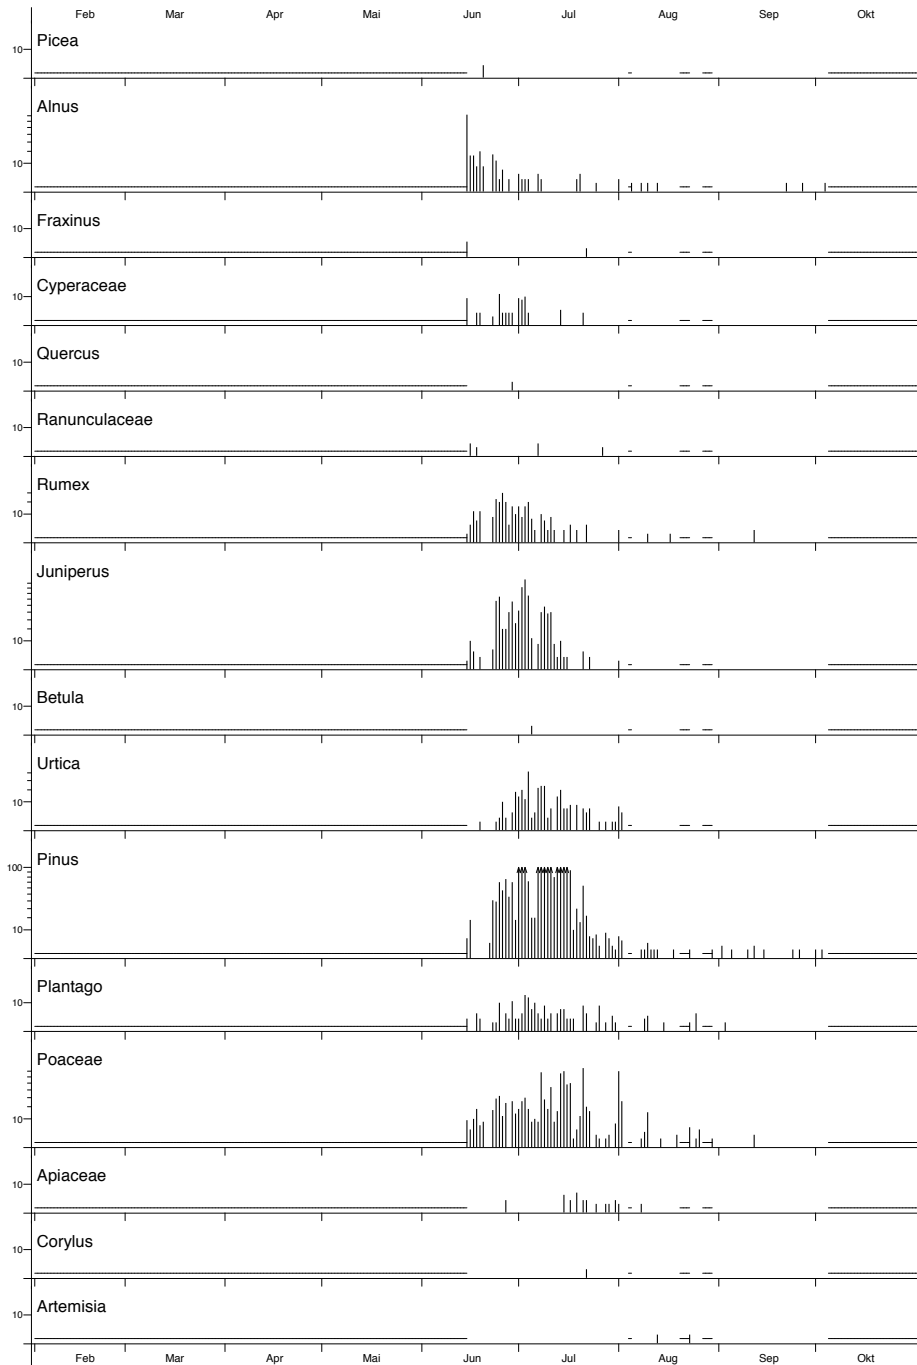 Feb Mar Apr Mai Jun Jul Aug Sep Okt
Picea
10
Alnus
10
Fraxinus
10
Cyperaceae
10
Quercus
10
Ranunculaceae
10
Rumex
10
Juniperus
10
Betula
10
Urtica
10
Pinus
100
10
Plantago
10
Poaceae
10
Apiaceae
10
Corylus
10
Artemisia
10
Feb Mar Apr Mai Jun Jul Aug Sep Okt